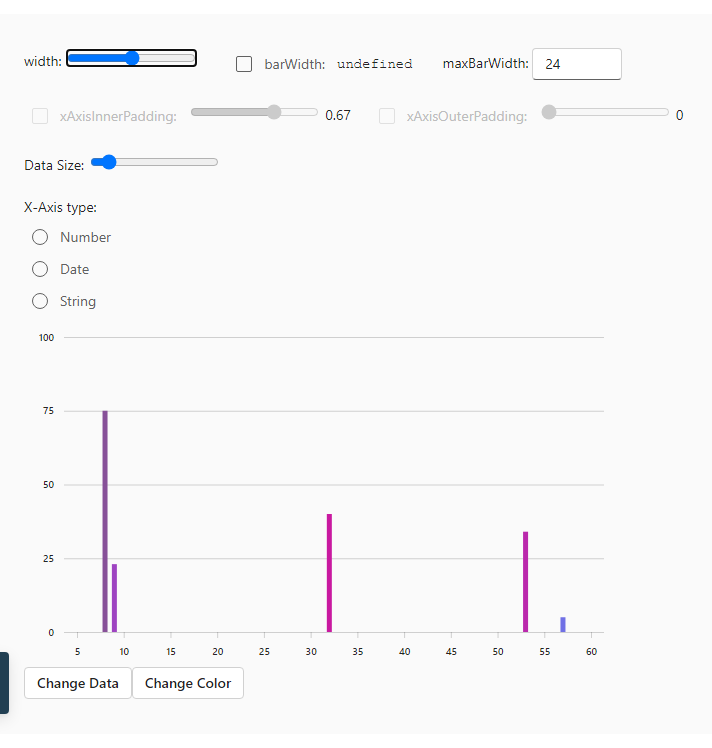 width: barWidth: undefined maxBarWidth: 24
xAxisInnerPadding: 0.67 xAxisOuterPadding: 0
Data Size:
X-Axis type:
Number
Date
String
100
75
50
25
0
5 10 15 20 25 30 35 40 45 50 55 60
Change Data Change Color